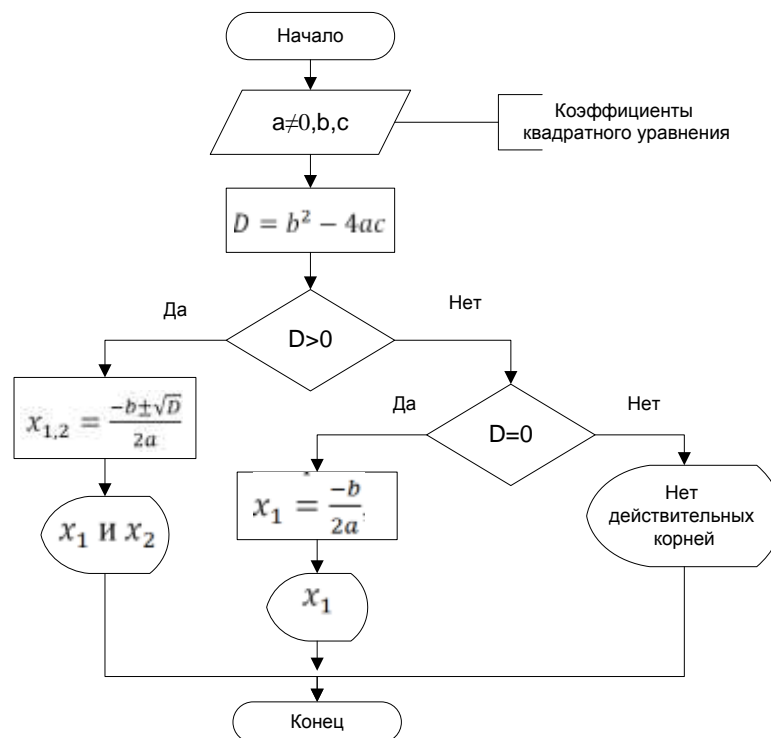 Начало
a≠0,b,c
Коэффициенты
квадратного уравнения
D = b² − 4ac
Да
Нет
D>0
x₁,₂ = (−b±√D)/2a
Да
Нет
D=0
x₁ и x₂
x₁ = −b/2a
Нет
действительных
корней
x₁
Конец